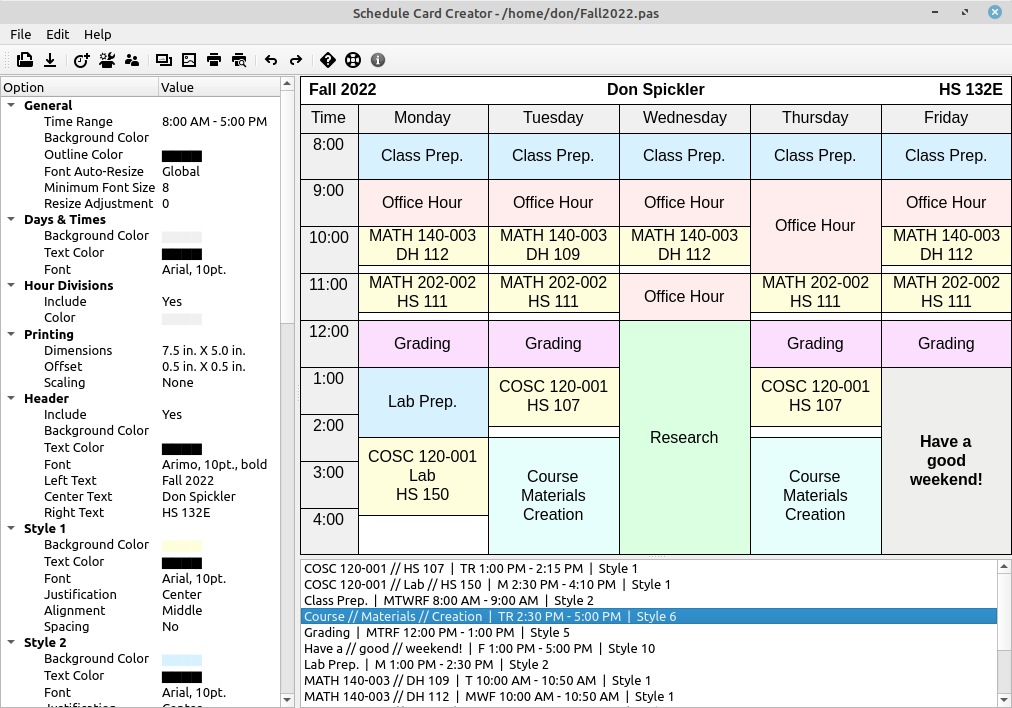 Schedule Card Creator - /home/don/Fall2022.pas
File Edit Help
Option Value
General
Time Range 8:00 AM - 5:00 PM
Background Color
Outline Color
Font Auto-Resize Global
Minimum Font Size 8
Resize Adjustment 0
Days & Times
Background Color
Text Color
Font Arial, 10pt.
Hour Divisions
Include Yes
Color
Printing
Dimensions 7.5 in. X 5.0 in.
Offset 0.5 in. X 0.5 in.
Scaling None
Header
Include Yes
Background Color
Text Color
Font Arimo, 10pt., bold
Left Text Fall 2022
Center Text Don Spickler
Right Text HS 132E
Style 1
Background Color
Text Color
Font Arial, 10pt.
Justification Center
Alignment Middle
Spacing No
Style 2
Background Color
Text Color
Font Arial, 10pt.
Justification Center
Fall 2022 Don Spickler HS 132E
Time Monday Tuesday Wednesday Thursday Friday
8:00
Class Prep. Class Prep. Class Prep. Class Prep. Class Prep.
9:00
Office Hour Office Hour Office Hour Office Hour
Office Hour
10:00
MATH 140-003 MATH 140-003 MATH 140-003 MATH 140-003
DH 112 DH 109 DH 112 DH 112
11:00
MATH 202-002 MATH 202-002 MATH 202-002 MATH 202-002
HS 111 HS 111 HS 111 HS 111
Office Hour
12:00
Grading Grading Grading Grading
1:00
COSC 120-001 COSC 120-001
HS 107 HS 107
Lab Prep.
2:00
Research
Have a
good
weekend!
3:00
COSC 120-001
Lab
HS 150
Course Course
Materials Materials
Creation Creation
4:00
COSC 120-001 // HS 107 | TR 1:00 PM - 2:15 PM | Style 1
COSC 120-001 // Lab // HS 150 | M 2:30 PM - 4:10 PM | Style 1
Class Prep. | MTWRF 8:00 AM - 9:00 AM | Style 2
Course // Materials // Creation | TR 2:30 PM - 5:00 PM | Style 6
Grading | MTRF 12:00 PM - 1:00 PM | Style 5
Have a // good // weekend! | F 1:00 PM - 5:00 PM | Style 10
Lab Prep. | M 1:00 PM - 2:30 PM | Style 2
MATH 140-003 // DH 109 | T 10:00 AM - 10:50 AM | Style 1
MATH 140-003 // DH 112 | MWF 10:00 AM - 10:50 AM | Style 1